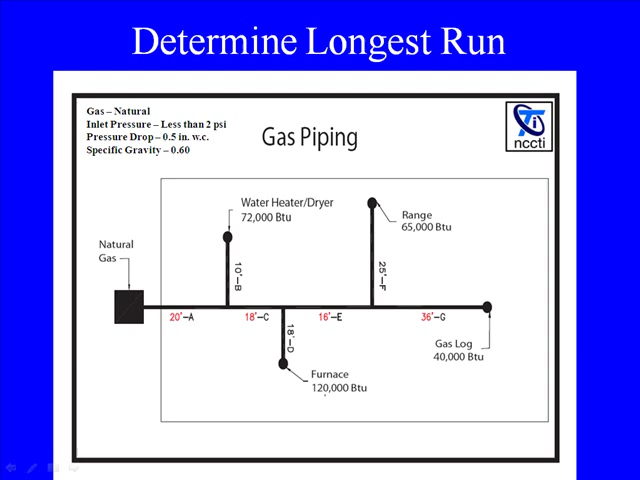 Determine Longest Run
Gas – Natural
Inlet Pressure – Less than 2 psi
Pressure Drop – 0.5 in. w.c.
Specific Gravity – 0.60
Gas Piping
TI
nccti
Water Heater/Dryer
72,000 Btu
Range
65,000 Btu
Natural
Gas
10'-B
25'-F
20'-A
18'-C
16'-E
36'-G
18'-D
Gas Log
40,000 Btu
Furnace
120,000 Btu